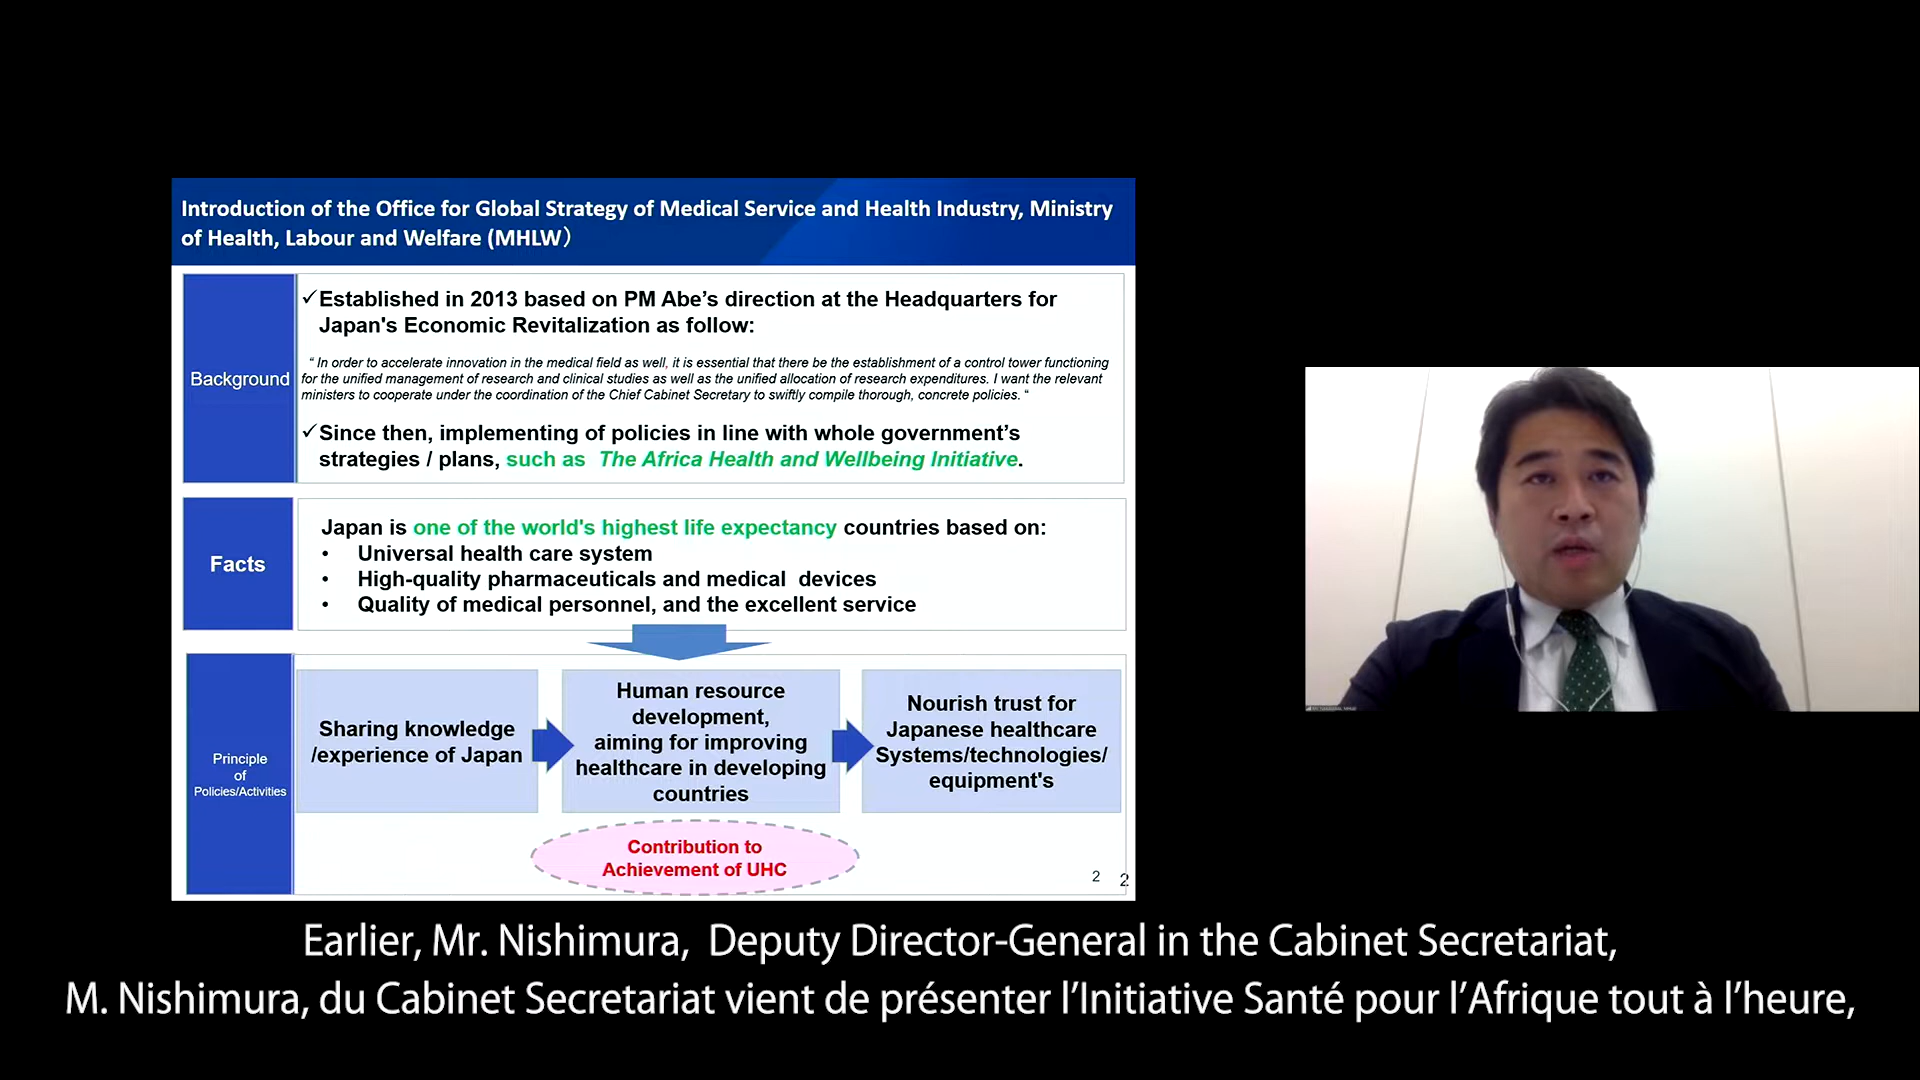 Introduction of the Office for Global Strategy of Medical Service and Health Industry, Ministry
of Health, Labour and Welfare (MHLW）
Background
✓Established in 2013 based on PM Abe’s direction at the Headquarters for
Japan's Economic Revitalization as follow:
“ In order to accelerate innovation in the medical field as well, it is essential that there be the establishment of a control tower functioning
for the unified management of research and clinical studies as well as the unified allocation of research expenditures. I want the relevant
ministers to cooperate under the coordination of the Chief Cabinet Secretary to swiftly compile thorough, concrete policies. “
✓Since then, implementing of policies in line with whole government’s
strategies / plans, such as The Africa Health and Wellbeing Initiative.
Facts
Japan is one of the world's highest life expectancy countries based on:
• Universal health care system
• High-quality pharmaceuticals and medical devices
• Quality of medical personnel, and the excellent service
Principle
of
Policies/Activities
Sharing knowledge
/experience of Japan
Human resource
development,
aiming for improving
healthcare in developing
countries
Nourish trust for
Japanese healthcare
Systems/technologies/
equipment's
Contribution to
Achievement of UHC
2 2
Earlier, Mr. Nishimura, Deputy Director-General in the Cabinet Secretariat,
M. Nishimura, du Cabinet Secretariat vient de présenter l’Initiative Santé pour l’Afrique tout à l’heure,